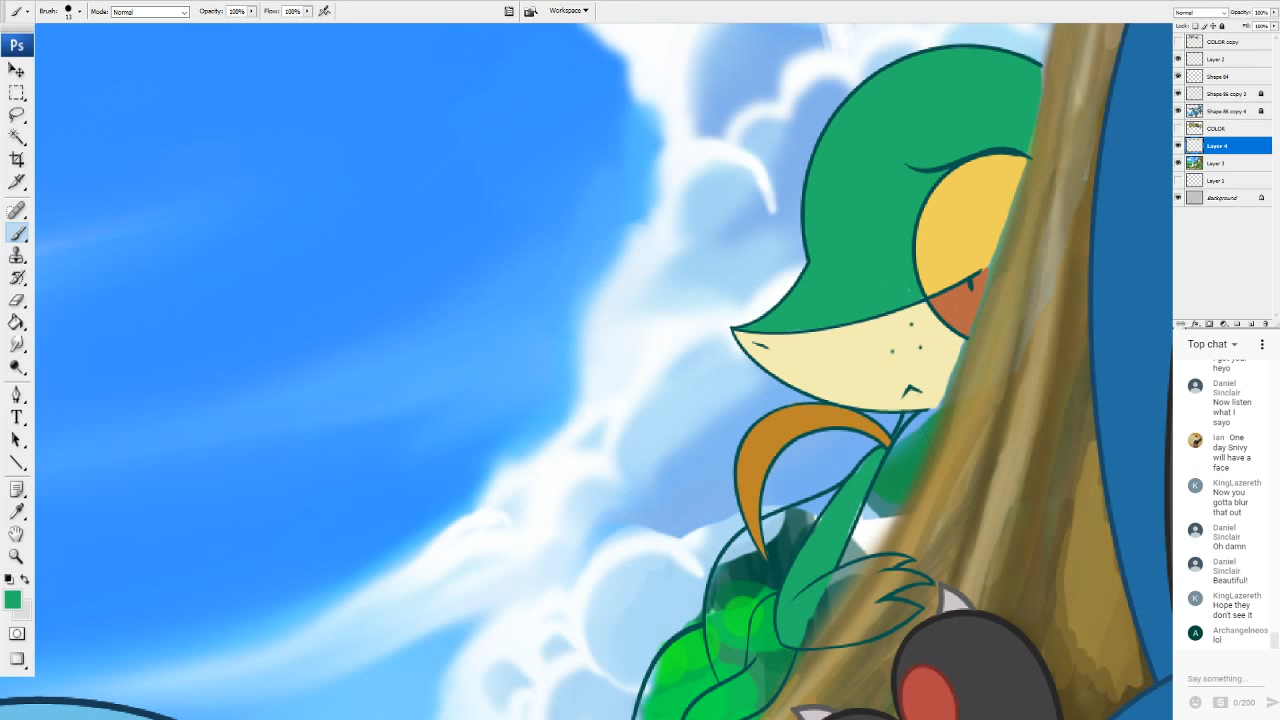 Brush: 13 Mode: Normal Opacity: 100% Flow: 100% Workspace
Ps
T
Normal Opacity: 100%
Lock: Fill: 100%
COLOR copy
Layer 2
Shape 84
Shape 86 copy 3
Shape 86 copy 4
COLOR
Layer 4
Layer 3
Layer 1
Background
Top chat
heyo
Daniel
Sinclair
Now listen
what I
sayo
Ian One
day Snivy
will have a
face
KingLazereth
Now you
gotta blur
that out
Daniel
Sinclair
Oh damn
Daniel
Sinclair
Beautiful!
KingLazereth
Hope they
don't see it
Archangelneos
lol
Say something...
0/200